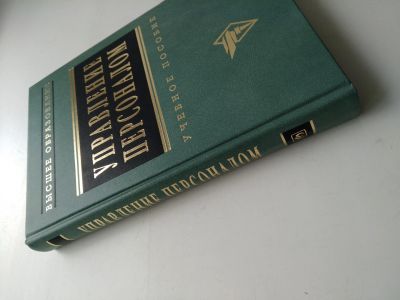 ВЫСШЕЕ ОБРАЗОВАНИЕ
УПРАВЛЕНИЕ
ПЕРСОНАЛОМ
УЧЕБНОЕ ПОСОБИЕ
УПРАВЛЕНИЕ ПЕРСОНАЛОМ